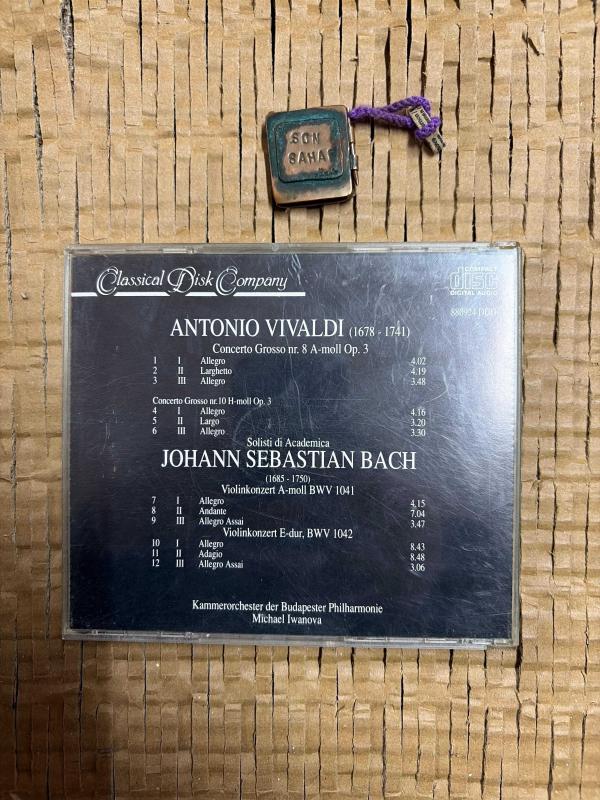 SON
SAHAF
Classical Disk Company
COMPACT
disc
DIGITAL AUDIO
880924 DDD
ANTONIO VIVALDI (1678 - 1741)
Concerto Grosso nr. 8 A-moll Op. 3
1 I Allegro 4.02
2 II Larghetto 4.19
3 III Allegro 3.48
Concerto Grosso nr.10 H-moll Op. 3
4 I Allegro 4.16
5 II Largo 3.20
6 III Allegro 3.30
Solisti di Academica
JOHANN SEBASTIAN BACH
(1685 - 1750)
Violinkonzert A-moll BWV 1041
7 I Allegro 4.15
8 II Andante 7.04
9 III Allegro Assai 3.47
Violinkonzert E-dur, BWV 1042
10 I Allegro 8.43
11 II Adagio 8.48
12 III Allegro Assai 3.06
Kammerorchester der Budapester Philharmonie
Michael Iwanova